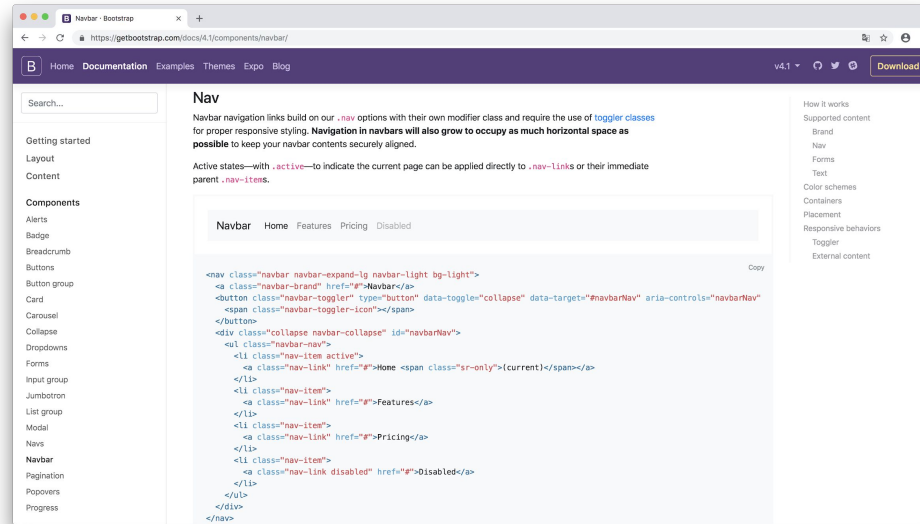 Navbar · Bootstrap
https://getbootstrap.com/docs/4.1/components/navbar/
B Home Documentation Examples Themes Expo Blog v4.1 Download
Search...
Getting started
Layout
Content
Components
Alerts
Badge
Breadcrumb
Buttons
Button group
Card
Carousel
Collapse
Dropdowns
Forms
Input group
Jumbotron
List group
Modal
Navs
Navbar
Pagination
Popovers
Progress
Nav
Navbar navigation links build on our .nav options with their own modifier class and require the use of toggler classes
for proper responsive styling. Navigation in navbars will also grow to occupy as much horizontal space as
possible to keep your navbar contents securely aligned.
Active states—with .active—to indicate the current page can be applied directly to .nav-links or their immediate
parent .nav-items.
Navbar Home Features Pricing Disabled
Copy
<nav class="navbar navbar-expand-lg navbar-light bg-light">
  <a class="navbar-brand" href="#">Navbar</a>
  <button class="navbar-toggler" type="button" data-toggle="collapse" data-target="#navbarNav" aria-controls="navbarNav"
    <span class="navbar-toggler-icon"></span>
  </button>
  <div class="collapse navbar-collapse" id="navbarNav">
    <ul class="navbar-nav">
      <li class="nav-item active">
        <a class="nav-link" href="#">Home <span class="sr-only">(current)</span></a>
      </li>
      <li class="nav-item">
        <a class="nav-link" href="#">Features</a>
      </li>
      <li class="nav-item">
        <a class="nav-link" href="#">Pricing</a>
      </li>
      <li class="nav-item">
        <a class="nav-link disabled" href="#">Disabled</a>
      </li>
    </ul>
  </div>
</nav>
How it works
Supported content
Brand
Nav
Forms
Text
Color schemes
Containers
Placement
Responsive behaviors
Toggler
External content